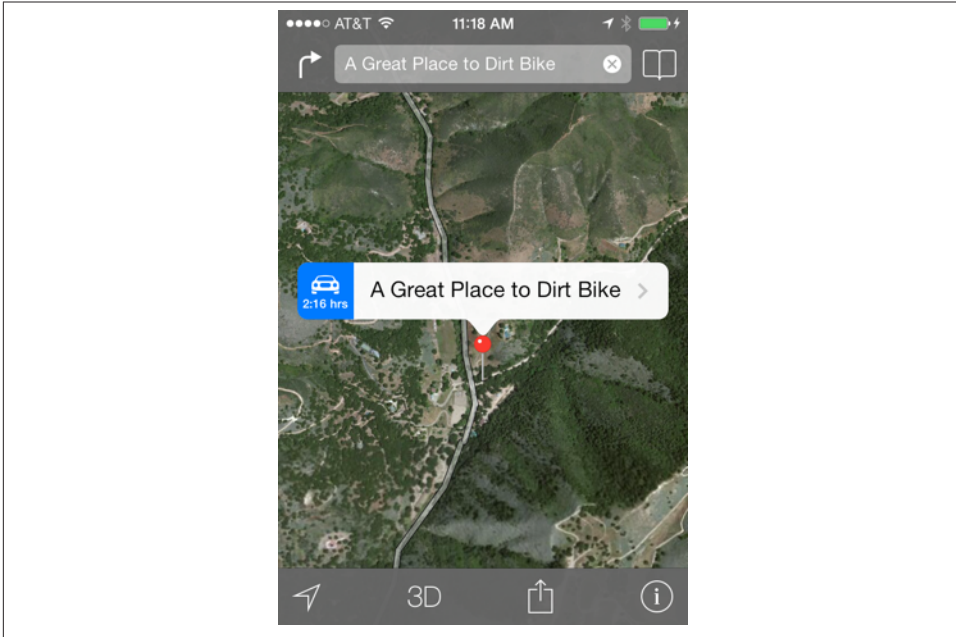 AT&T 11:18 AM
A Great Place to Dirt Bike
2:16 hrs
A Great Place to Dirt Bike
3D